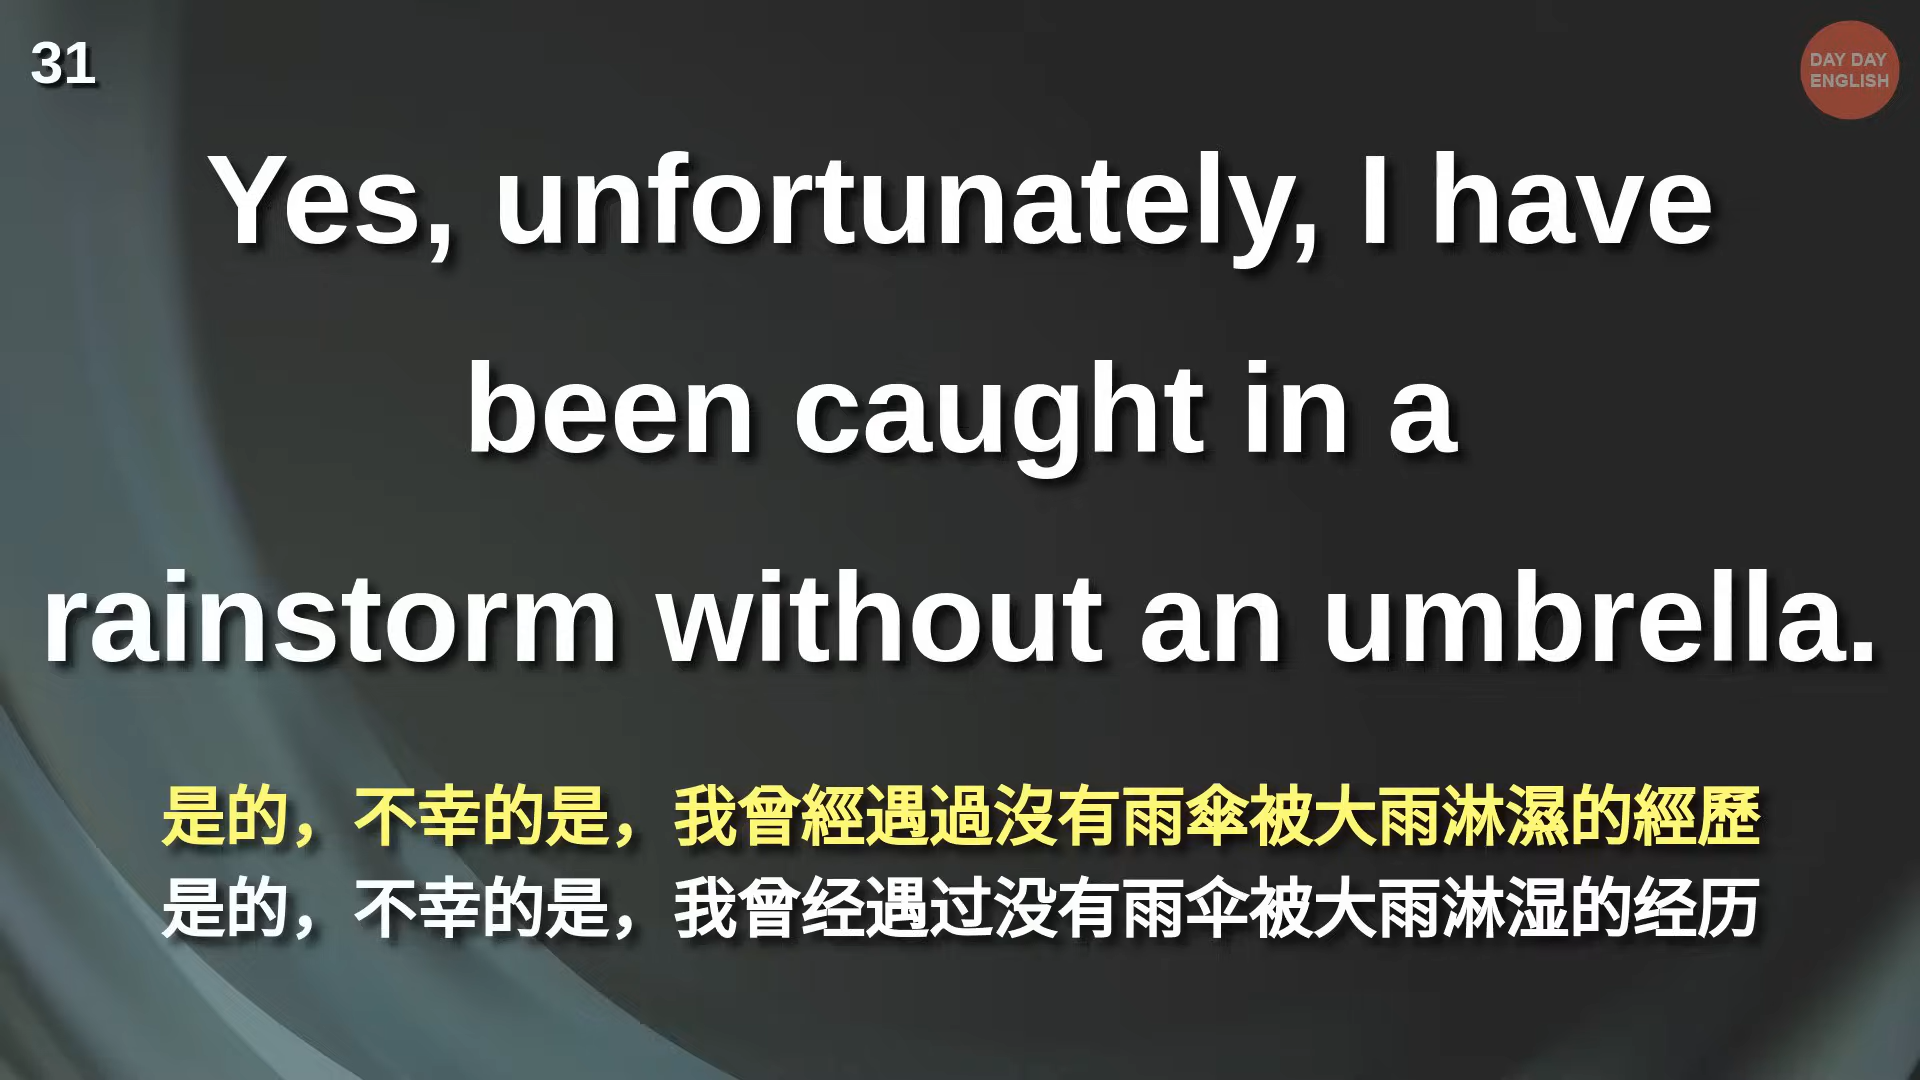 31
DAY DAY
ENGLISH
Yes, unfortunately, I have
been caught in a
rainstorm without an umbrella.
是的，不幸的是，我曾經遇過沒有雨傘被大雨淋濕的經歷
是的，不幸的是，我曾经遇过没有雨伞被大雨淋湿的经历